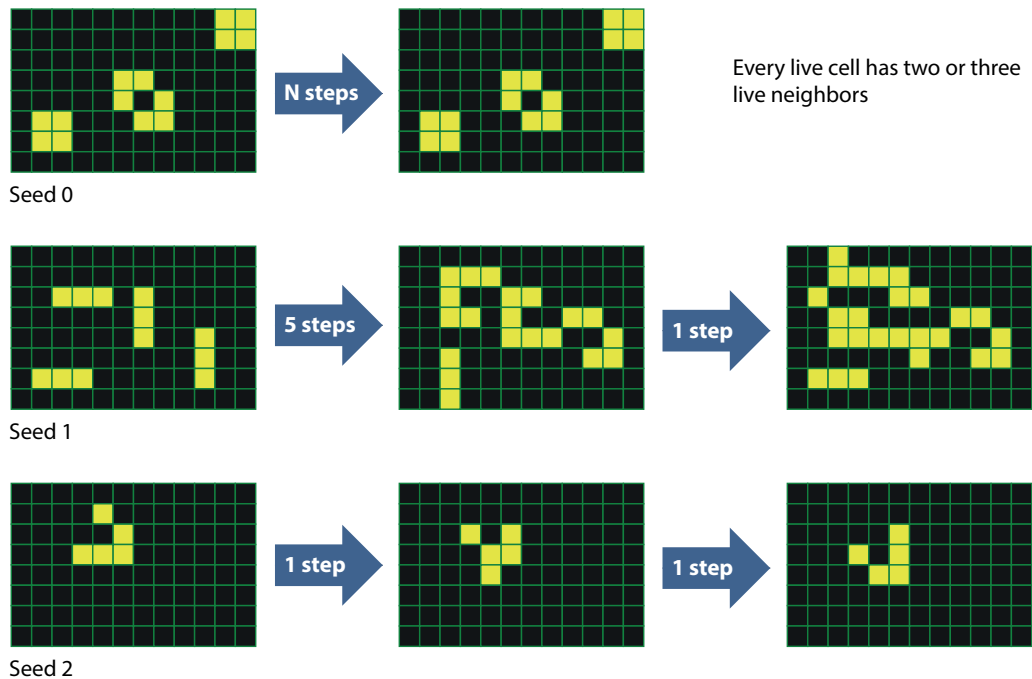 N steps
Every live cell has two or three
live neighbors
Seed 0
5 steps
1 step
Seed 1
1 step
1 step
Seed 2